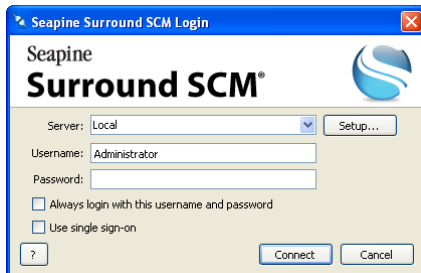 Seapine Surround SCM Login
Seapine
Surround SCM®
Server: Local Setup...
Username: Administrator
Password:
Always login with this username and password
Use single sign-on
? Connect Cancel